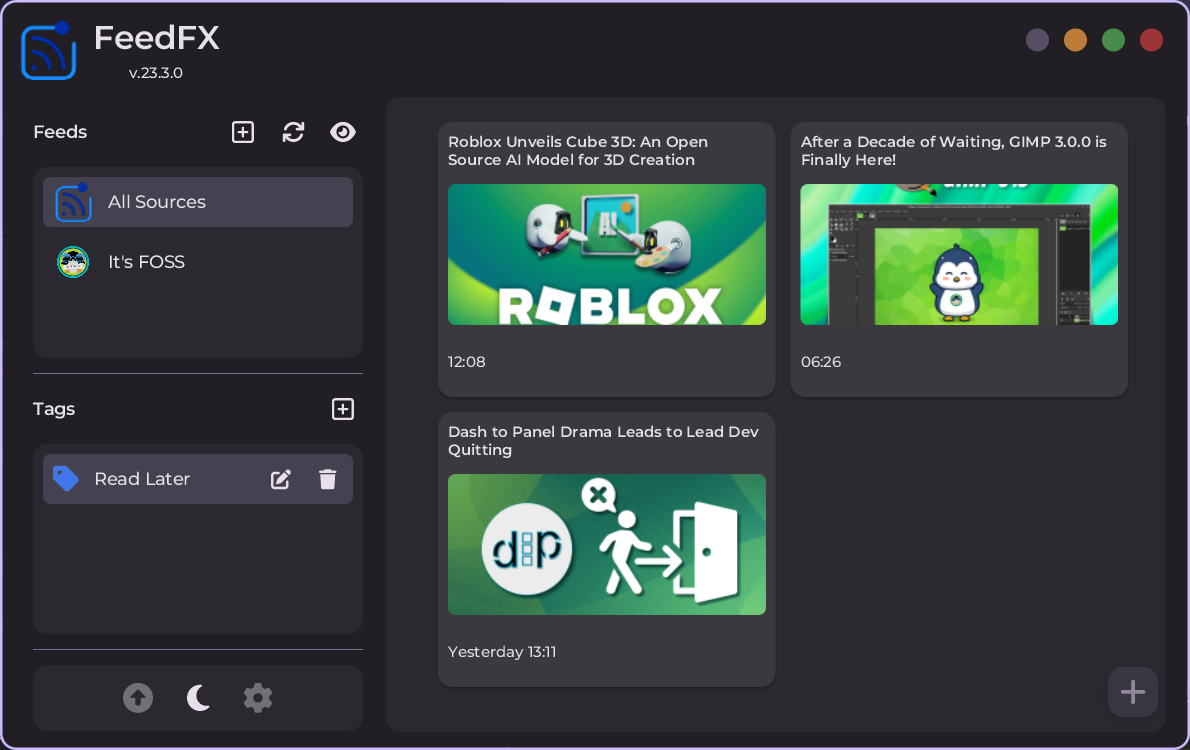 FeedFX
v.23.3.0
Feeds
All Sources
It's FOSS
Tags
Read Later
Roblox Unveils Cube 3D: An Open
Source AI Model for 3D Creation
AI
ROBLOX
12:08
After a Decade of Waiting, GIMP 3.0.0 is
Finally Here!
06:26
Dash to Panel Drama Leads to Lead Dev
Quitting
dtp
Yesterday 13:11